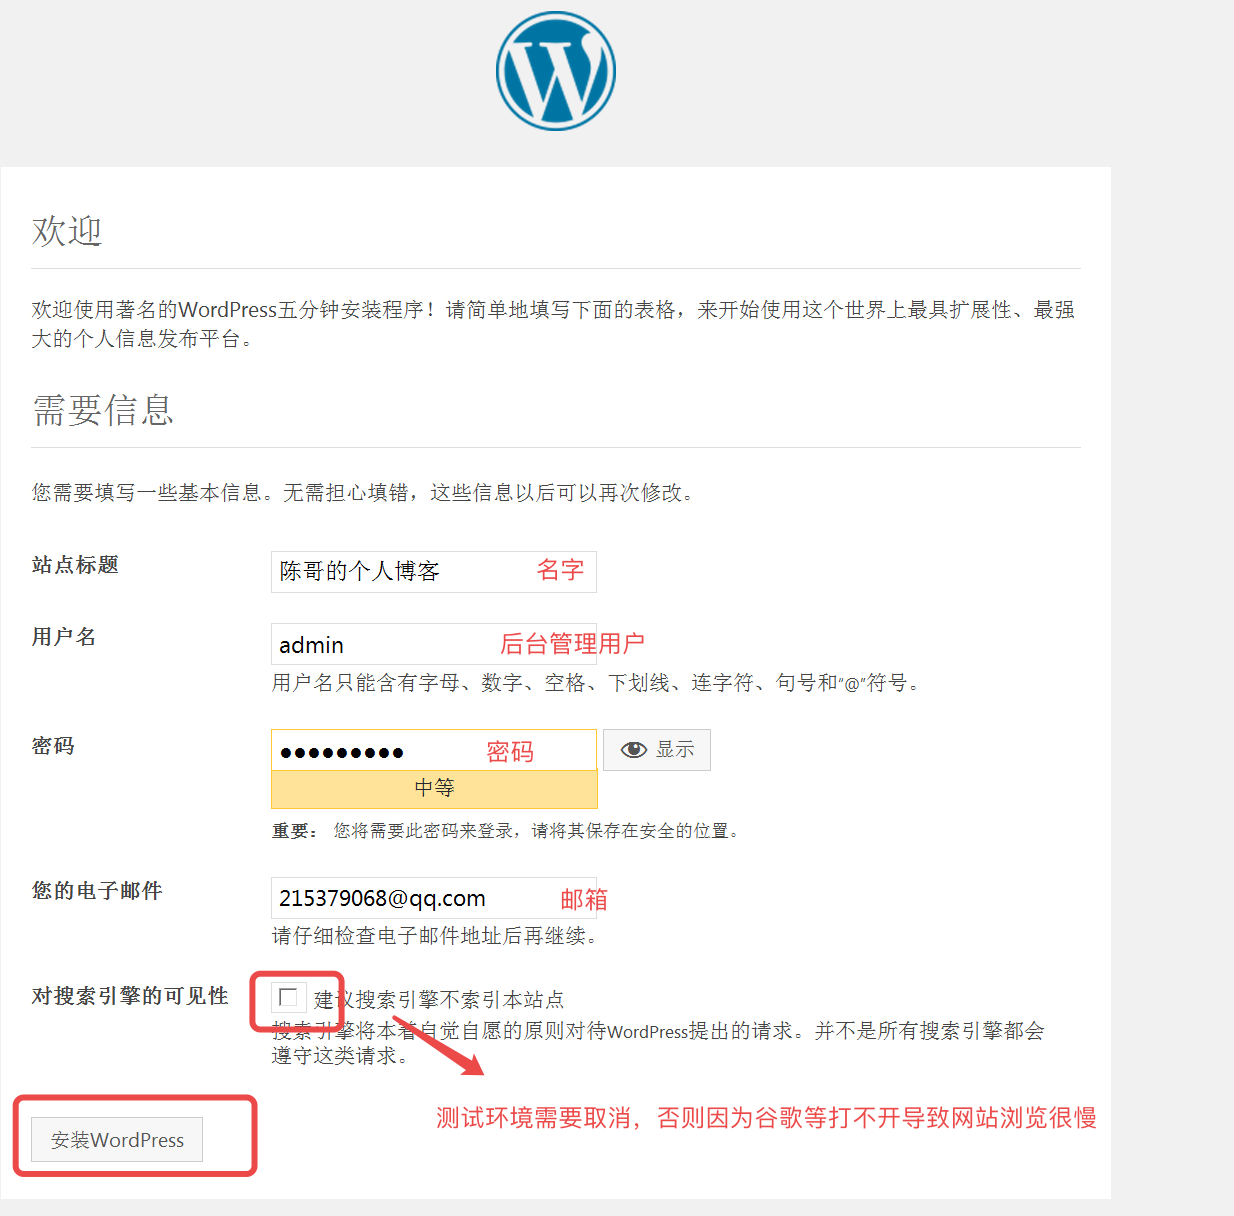 欢迎
欢迎使用著名的WordPress五分钟安装程序！请简单地填写下面的表格，来开始使用这个世界上最具扩展性、最强
大的个人信息发布平台。
需要信息
您需要填写一些基本信息。无需担心填错，这些信息以后可以再次修改。
站点标题
陈哥的个人博客
名字
用户名
admin
后台管理用户
用户名只能含有字母、数字、空格、下划线、连字符、句号和“@”符号。
密码
●●●●●●●●●
密码
显示
中等
重要： 您将需要此密码来登录，请将其保存在安全的位置。
您的电子邮件
215379068@qq.com
邮箱
请仔细检查电子邮件地址后再继续。
对搜索引擎的可见性
建议搜索引擎不索引本站点
搜索引擎将本着自觉自愿的原则对待WordPress提出的请求。并不是所有搜索引擎都会
遵守这类请求。
测试环境需要取消，否则因为谷歌等打不开导致网站浏览很慢
安装WordPress